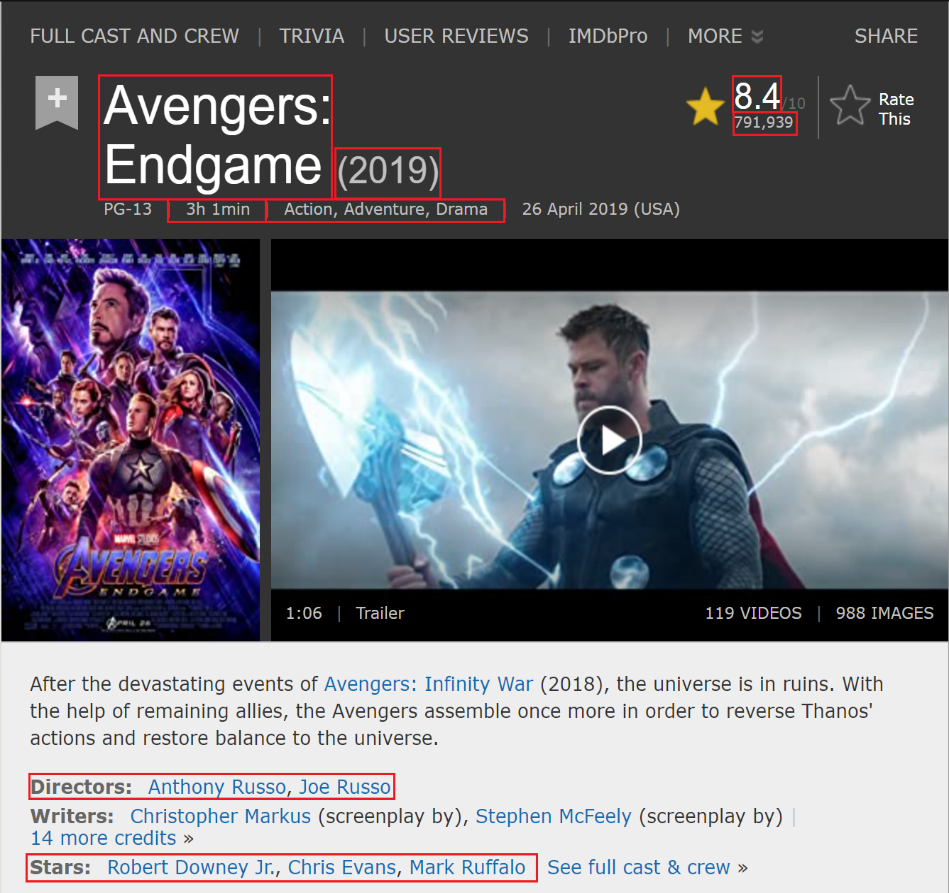 FULL CAST AND CREW | TRIVIA | USER REVIEWS | IMDbPro | MORE SHARE
Avengers:
Endgame (2019)
8.4/10
791,939
Rate
This
PG-13 3h 1min Action, Adventure, Drama 26 April 2019 (USA)
MARVEL STUDIOS
AVENGERS
ENDGAME
APRIL 26
1:06 | Trailer 119 VIDEOS | 988 IMAGES
After the devastating events of Avengers: Infinity War (2018), the universe is in ruins. With
the help of remaining allies, the Avengers assemble once more in order to reverse Thanos'
actions and restore balance to the universe.
Directors: Anthony Russo, Joe Russo
Writers: Christopher Markus (screenplay by), Stephen McFeely (screenplay by) |
14 more credits »
Stars: Robert Downey Jr., Chris Evans, Mark Ruffalo See full cast & crew »